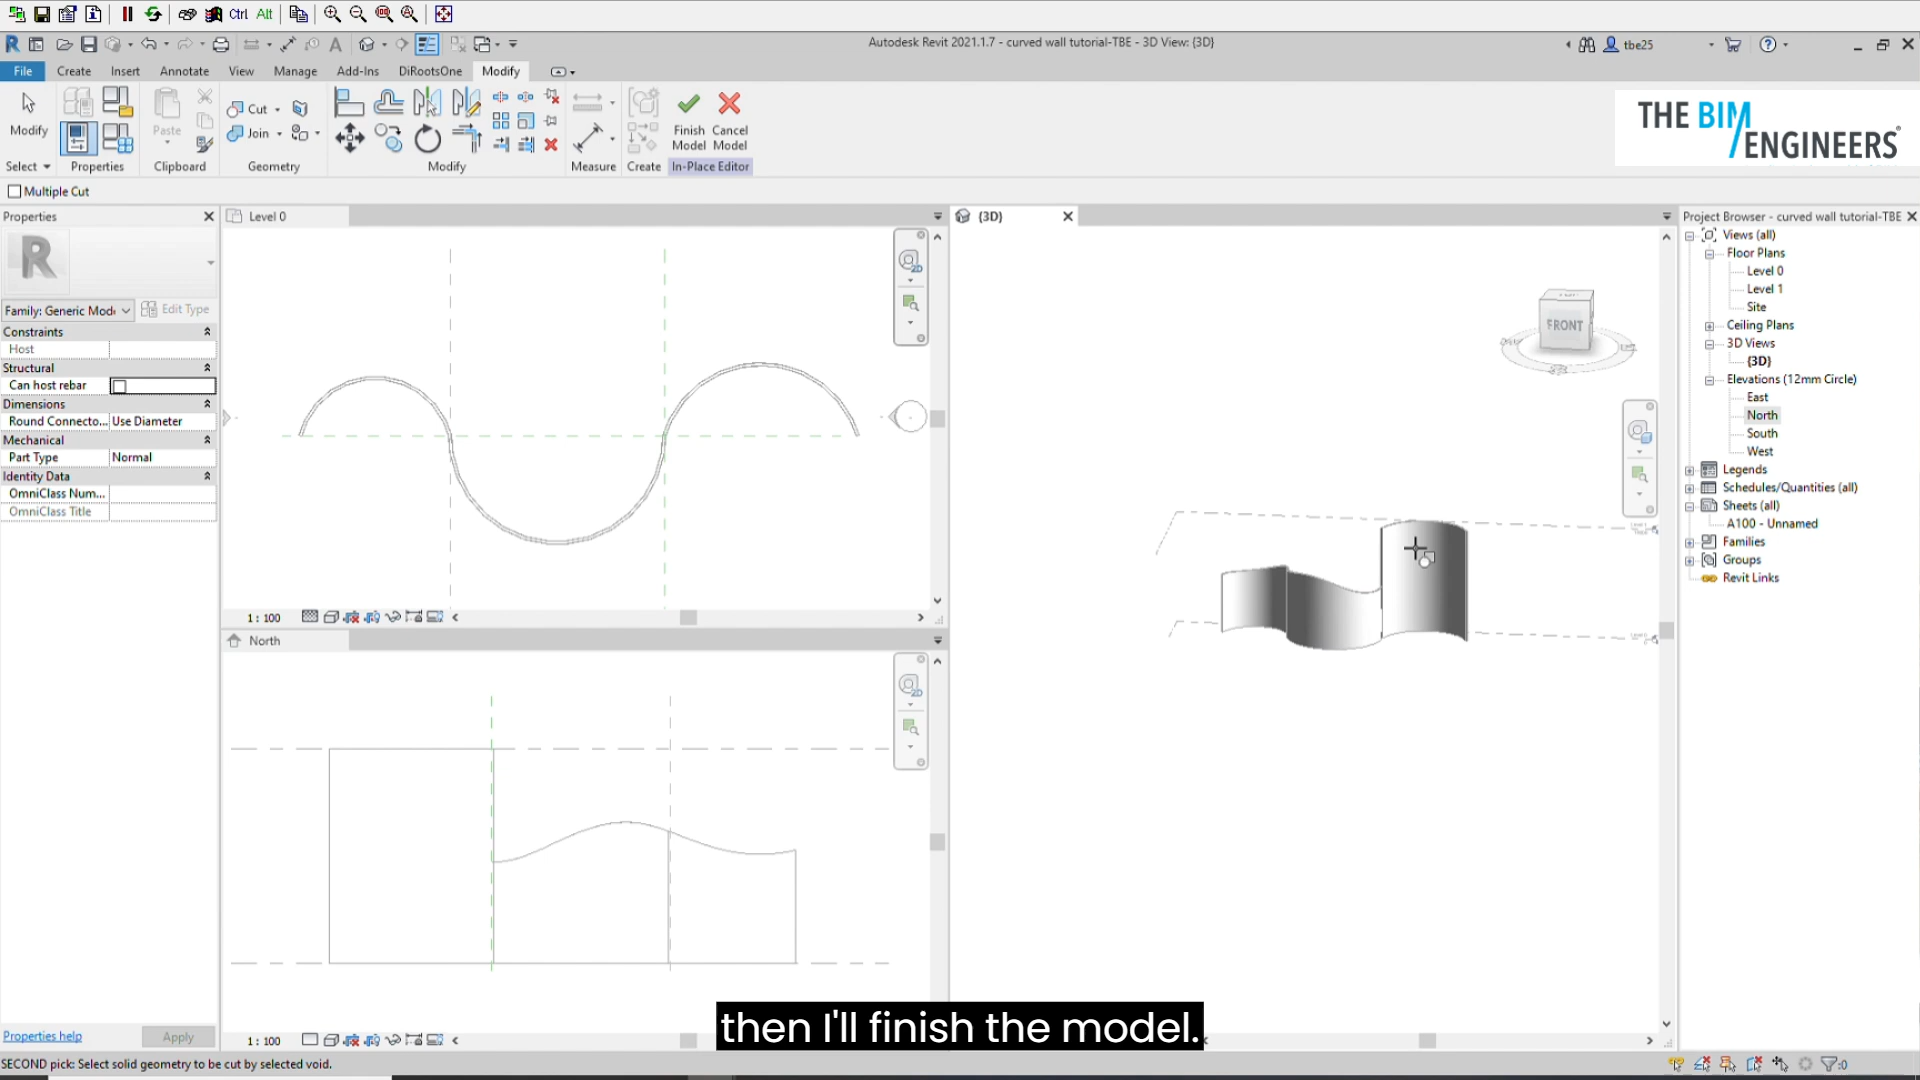 Ctrl Alt
Autodesk Revit 2021.1.7 - curved wall tutorial-TBE - 3D View: {3D}
tbe25
File Create Insert Annotate View Manage Add-Ins DiRootsOne Modify
Modify
Paste
Cut
Join
Finish Model
Cancel Model
Select Properties Clipboard Geometry Modify Measure Create In-Place Editor
THE BIM
ENGINEERS
Multiple Cut
Properties
R
Family: Generic Mod
Edit Type
Constraints
Host
Structural
Can host rebar
Dimensions
Round Connecto... Use Diameter
Mechanical
Part Type Normal
Identity Data
OmniClass Num...
OmniClass Title
Properties help
Apply
Level 0
2D
1 : 100
North
2D
1 : 100
{3D}
FRONT
Project Browser - curved wall tutorial-TBE
Views (all)
Floor Plans
Level 0
Level 1
Site
Ceiling Plans
3D Views
{3D}
Elevations (12mm Circle)
East
North
South
West
Legends
Schedules/Quantities (all)
Sheets (all)
A100 - Unnamed
Families
Groups
Revit Links
then I'll finish the model.
SECOND pick: Select solid geometry to be cut by selected void.
:0